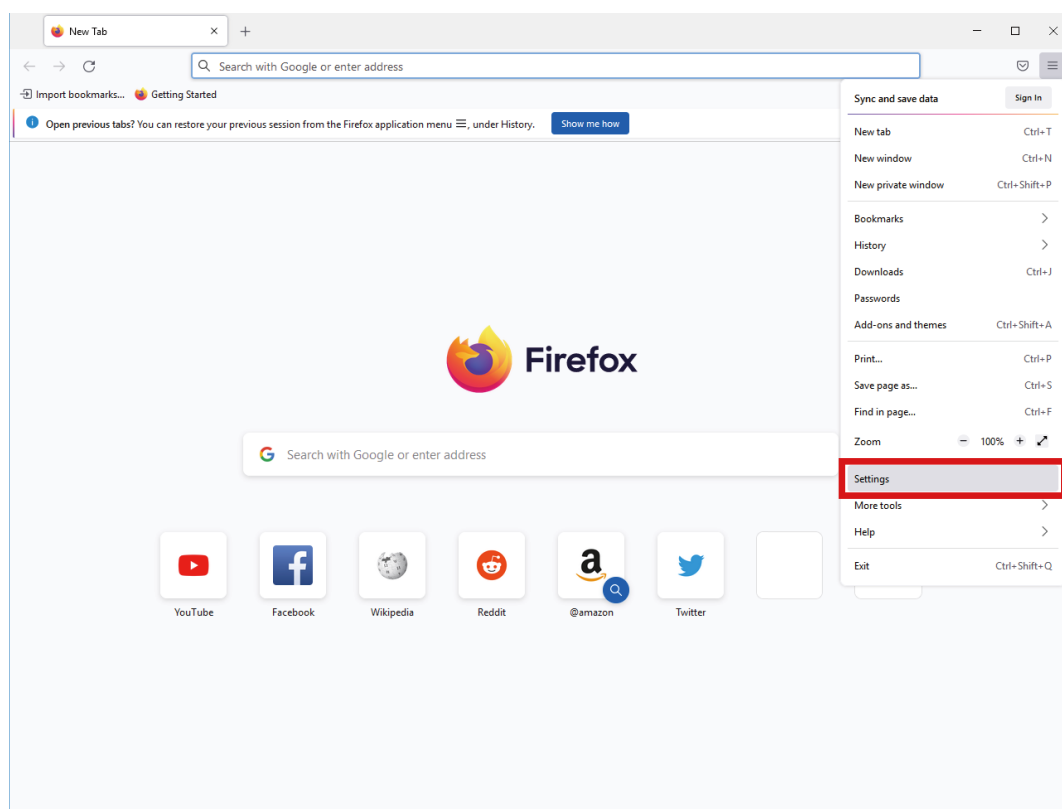 New Tab
Search with Google or enter address
Import bookmarks... Getting Started
Open previous tabs? You can restore your previous session from the Firefox application menu ☰, under History. Show me how
Sync and save data Sign In
New tab Ctrl+T
New window Ctrl+N
New private window Ctrl+Shift+P
Bookmarks
History
Downloads Ctrl+J
Passwords
Add-ons and themes Ctrl+Shift+A
Print... Ctrl+P
Save page as... Ctrl+S
Find in page... Ctrl+F
Zoom − 100% +
Settings
More tools
Help
Exit Ctrl+Shift+Q
Firefox
Search with Google or enter address
YouTube Facebook Wikipedia Reddit @amazon Twitter